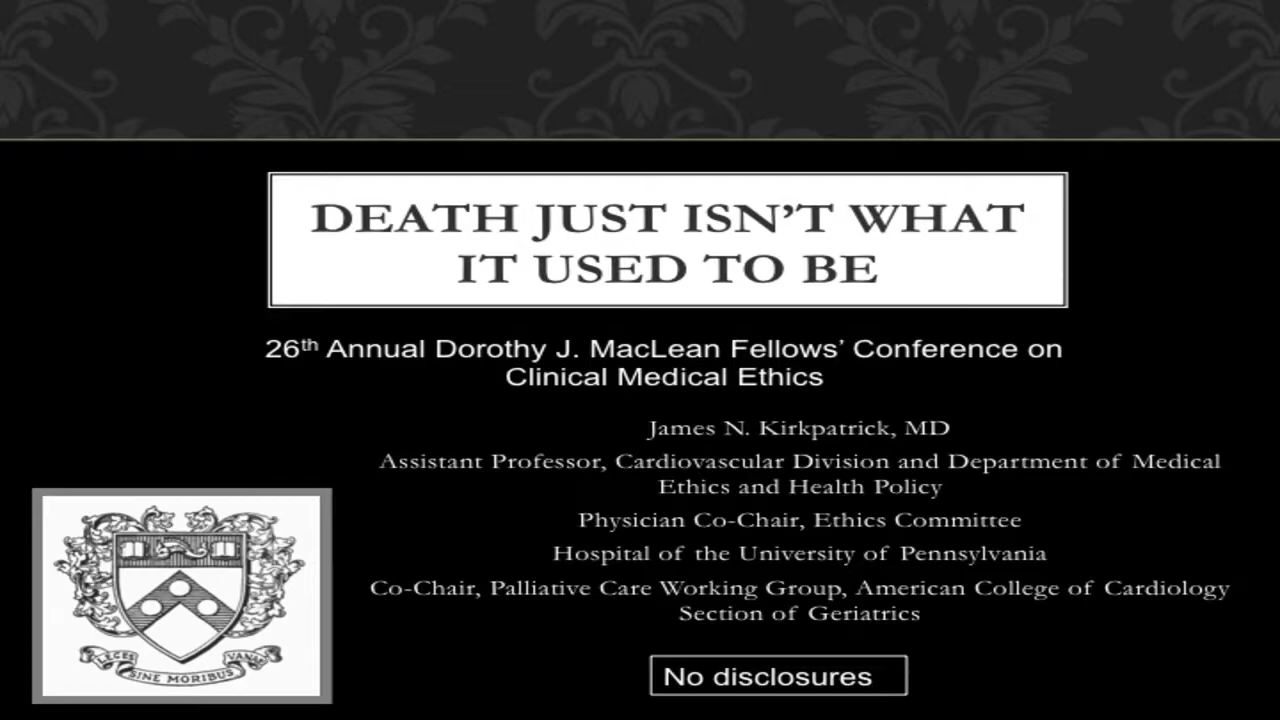 DEATH JUST ISN'T WHAT
IT USED TO BE
26th Annual Dorothy J. MacLean Fellows' Conference on
Clinical Medical Ethics
James N. Kirkpatrick, MD
Assistant Professor, Cardiovascular Division and Department of Medical
Ethics and Health Policy
Physician Co-Chair, Ethics Committee
Hospital of the University of Pennsylvania
Co-Chair, Palliative Care Working Group, American College of Cardiology
Section of Geriatrics
LEGES SINE MORIBUS VANAE
No disclosures